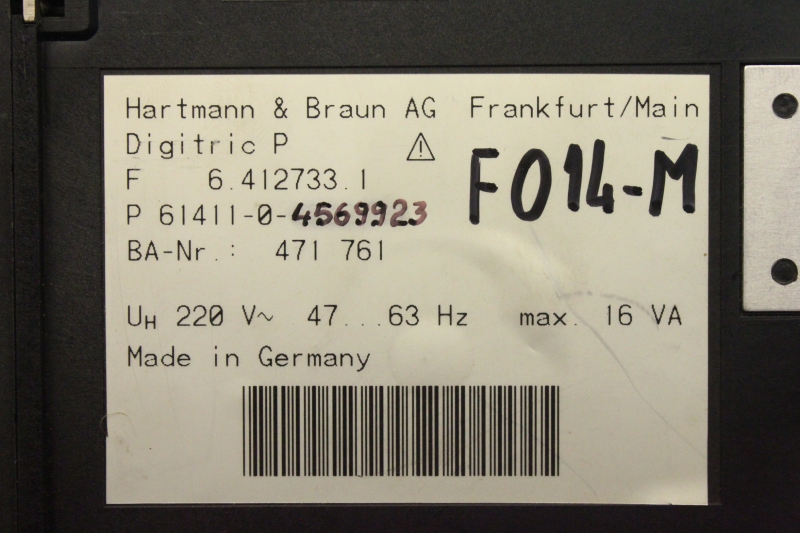 Hartmann & Braun AG Frankfurt/Main
Digitric P
F 6.412733.1
P 61411-0-4569923
F014-M
BA-Nr.: 471 761
UH 220 V~ 47...63 Hz max. 16 VA
Made in Germany